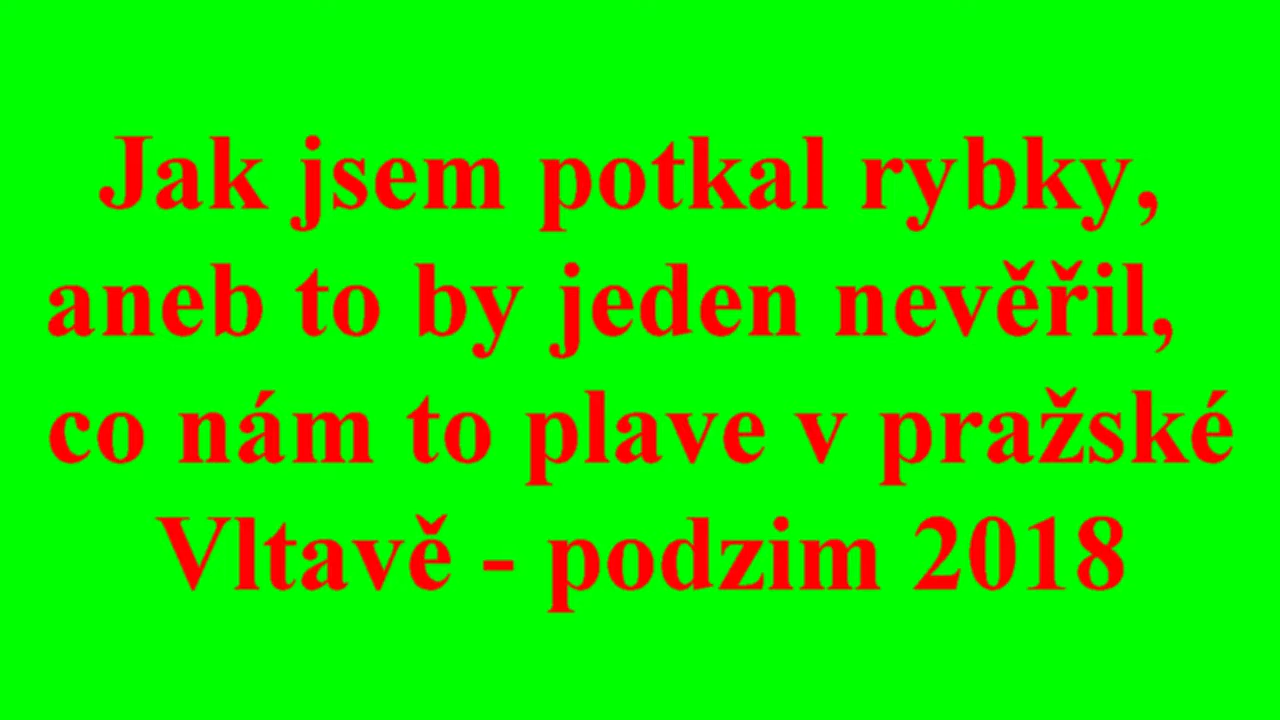 Jak jsem potkal rybky,
aneb to by jeden nevěřil,
co nám to plave v pražské
Vltavě - podzim 2018